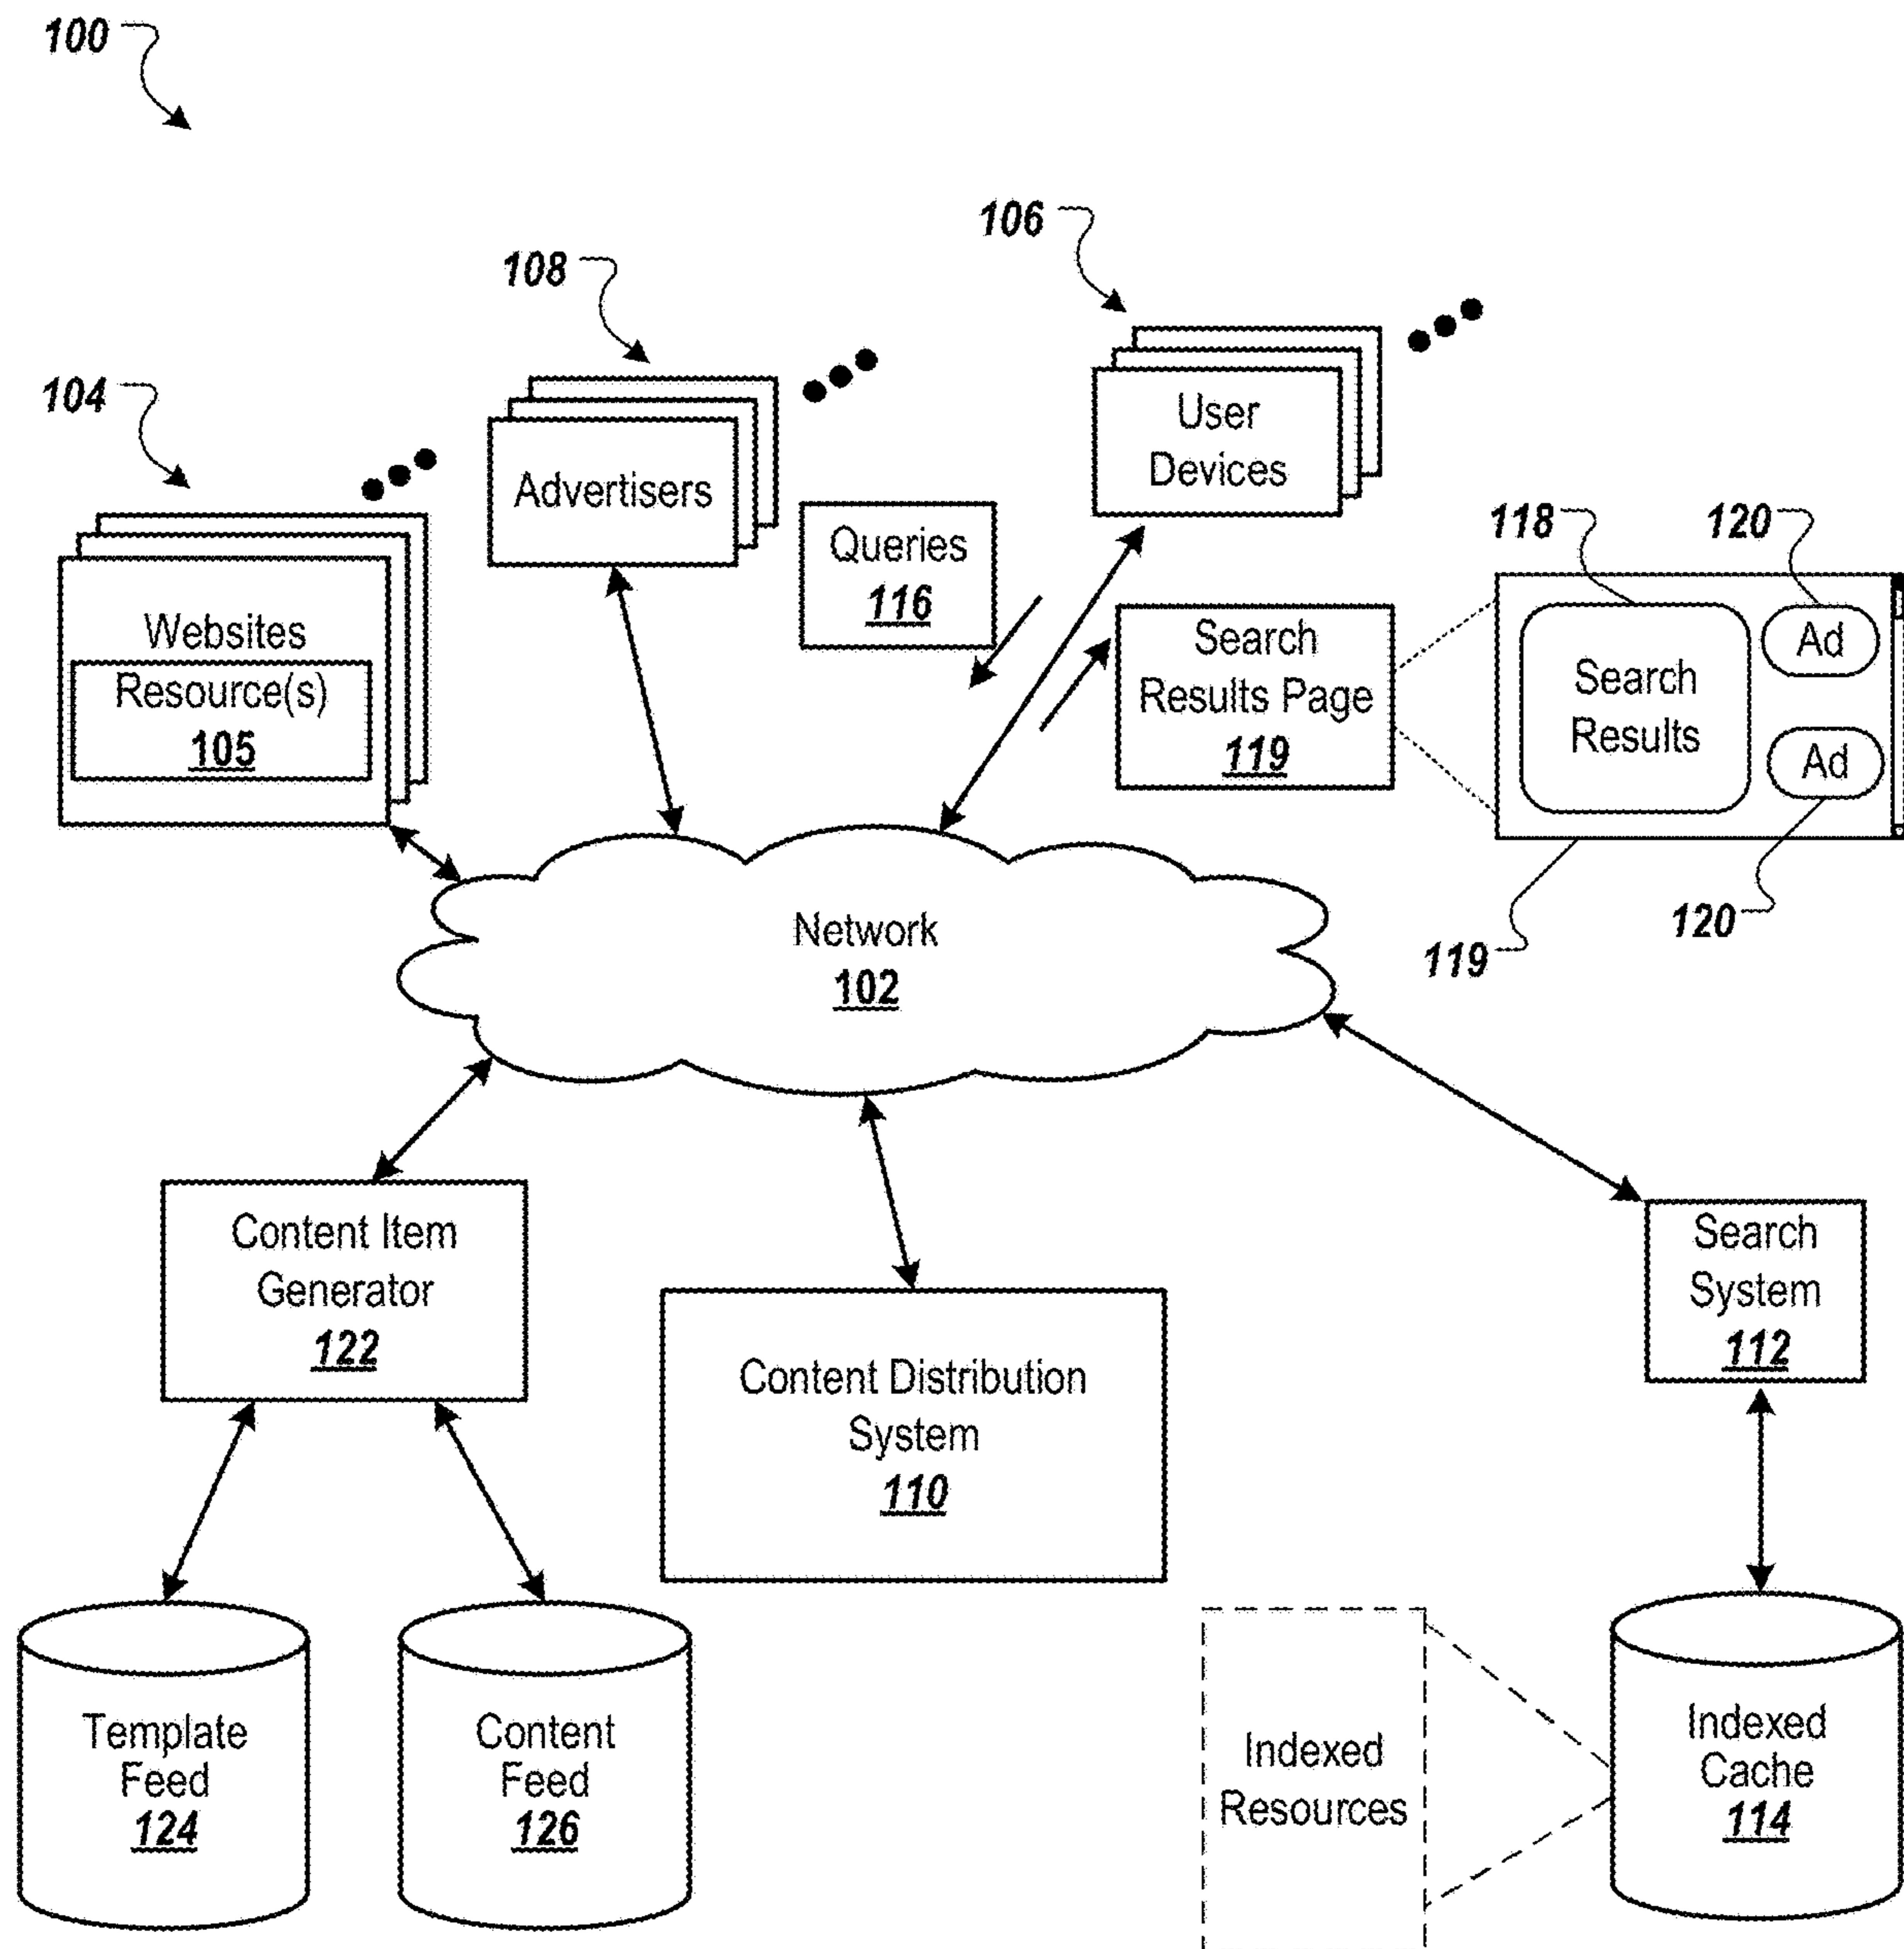 100
106
108
104
User
Devices
Advertisers
Queries
116
118
120
Websites
Resource(s)
105
Search
Results Page
119
Search
Results
Ad
Ad
120
119
Network
102
Content Item
Generator
122
Content Distribution
System
110
Search
System
112
Template
Feed
124
Content
Feed
126
Indexed
Resources
Indexed
Cache
114